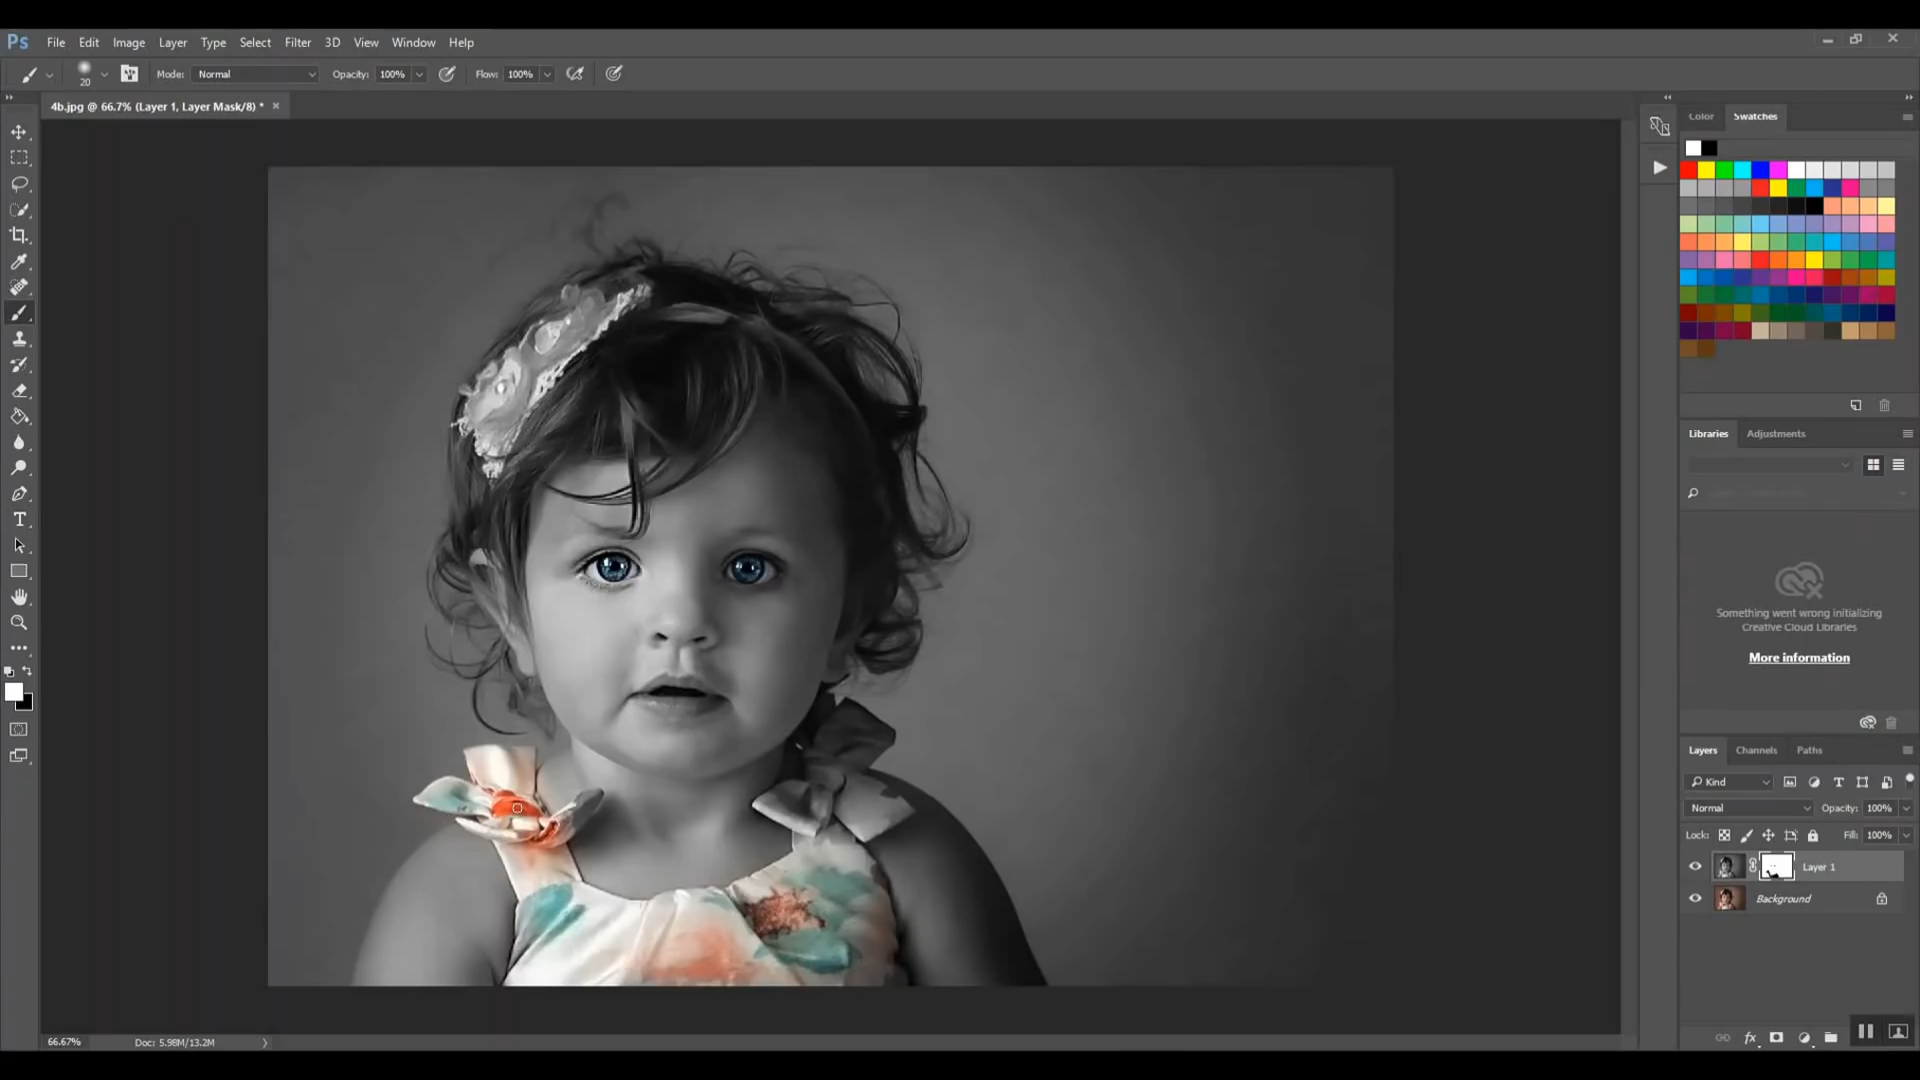 Ps File Edit Image Layer Type Select Filter 3D View Window Help
20 Mode: Normal Opacity: 100% Flow: 100%
4b.jpg @ 66.7% (Layer 1, Layer Mask/8) *
Color Swatches
Libraries Adjustments
Something went wrong initializing
Creative Cloud Libraries
More information
Layers Channels Paths
Kind
Normal Opacity: 100%
Lock: Fill: 100%
Layer 1
Background
fx
66.67% Doc: 5.98M/13.2M